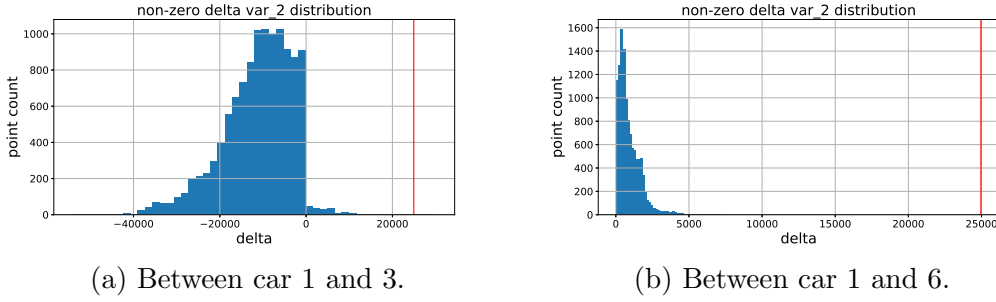 non-zero delta var_2 distribution
1000
800
600
400
200
0
point count
−40000 −20000 0 20000
delta
(a) Between car 1 and 3.
non-zero delta var_2 distribution
1600
1400
1200
1000
800
600
400
200
0
point count
0 5000 10000 15000 20000 25000
delta
(b) Between car 1 and 6.